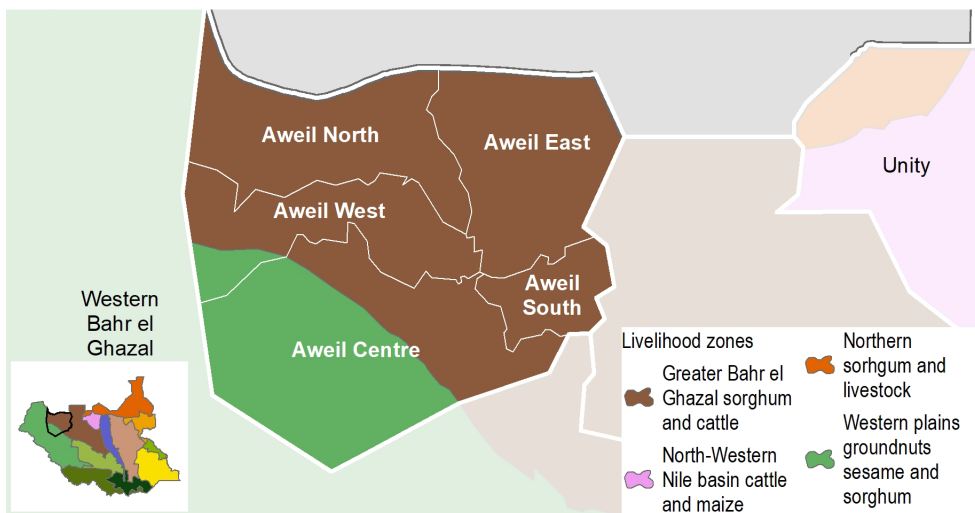 Aweil North
Aweil East
Unity
Aweil West
Aweil
South
Western
Bahr el
Ghazal
Aweil Centre
Livelihood zones
Greater Bahr el
Ghazal sorghum
and cattle
North-Western
Nile basin cattle
and maize
Northern
sorhgum and
livestock
Western plains
groundnuts
sesame and
sorghum